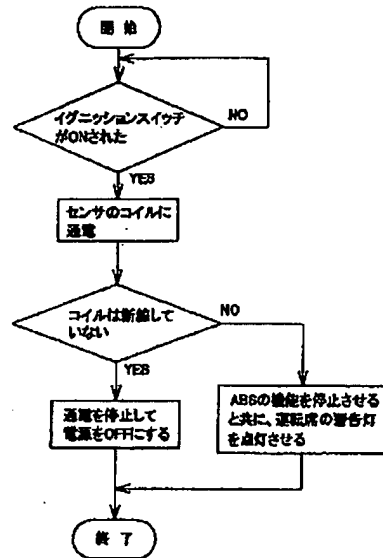 開始
イグニッションスイッチ
がONされた
NO
YES
センサのコイルに
通電
コイルは断線して
いない
NO
YES
通電を停止して
電源をOFFにする
ABSの機能を停止させる
と共に、運転席の警告灯
を点灯させる
終了